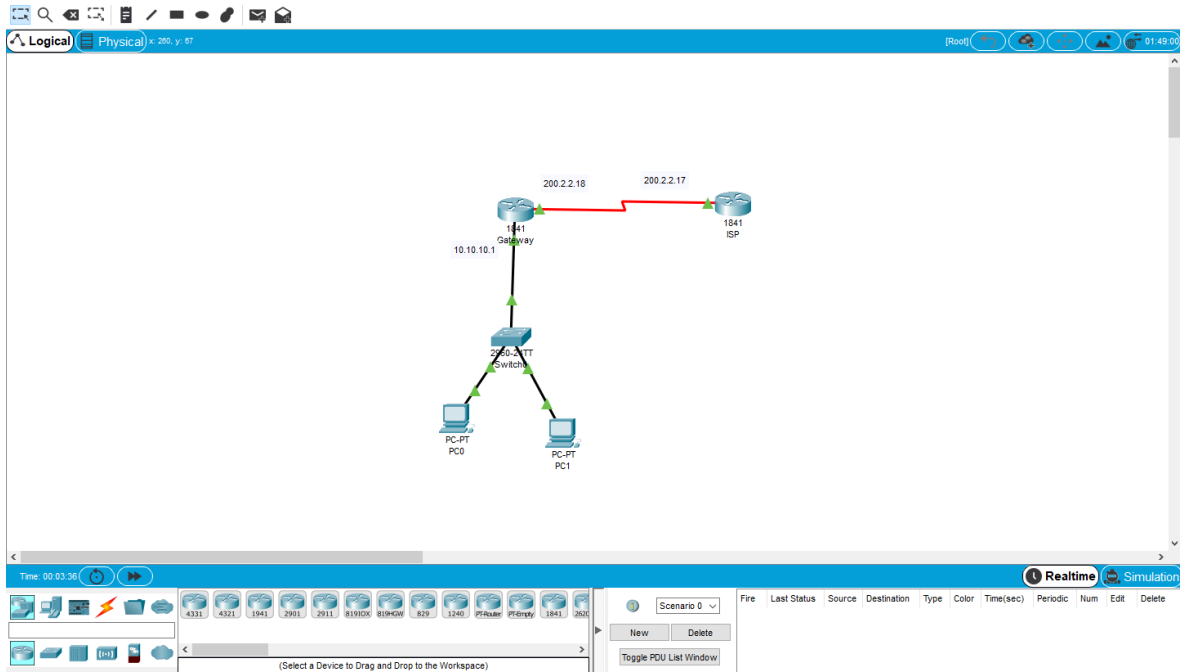 Logical
Physical
x: 260, y: 67
[Root]
01:49:00
200.2.2.18
200.2.2.17
1841
Gateway
1841
ISP
10.10.10.1
2960-24TT
Switch0
PC-PT
PC0
PC-PT
PC1
Time: 00:03:36
Realtime
Simulation
4331
4321
1941
2901
2911
819IOX
819HGW
829
1240
PT-Router
PT-Empty
1841
262
(Select a Device to Drag and Drop to the Workspace)
Scenario 0
New
Delete
Toggle PDU List Window
Fire
Last Status
Source
Destination
Type
Color
Time(sec)
Periodic
Num
Edit
Delete